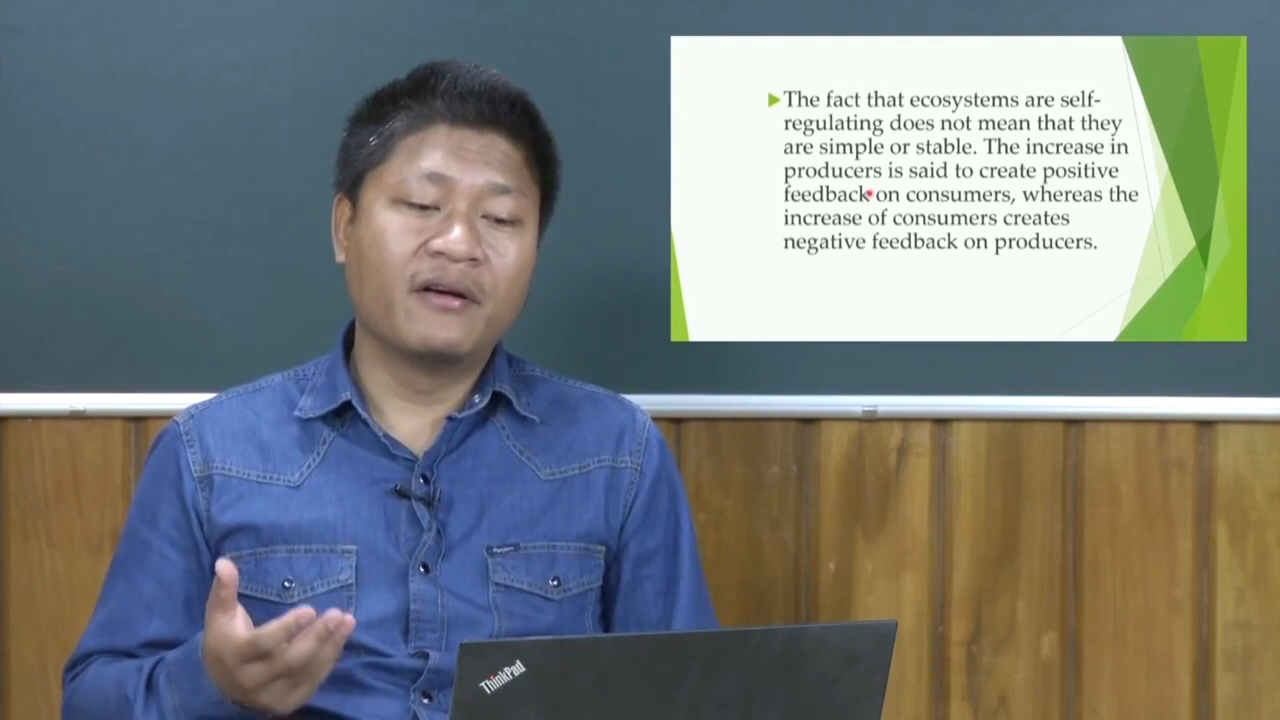 The fact that ecosystems are self-
regulating does not mean that they
are simple or stable. The increase in
producers is said to create positive
feedback on consumers, whereas the
increase of consumers creates
negative feedback on producers.
ThinkPad